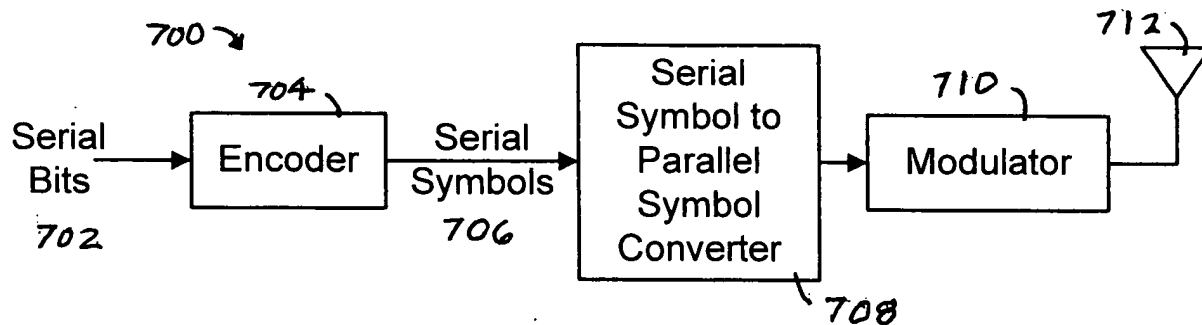 700
712
704
710
Serial
Bits
702
Encoder
Serial
Symbols
706
Serial
Symbol to
Parallel
Symbol
Converter
708
Modulator